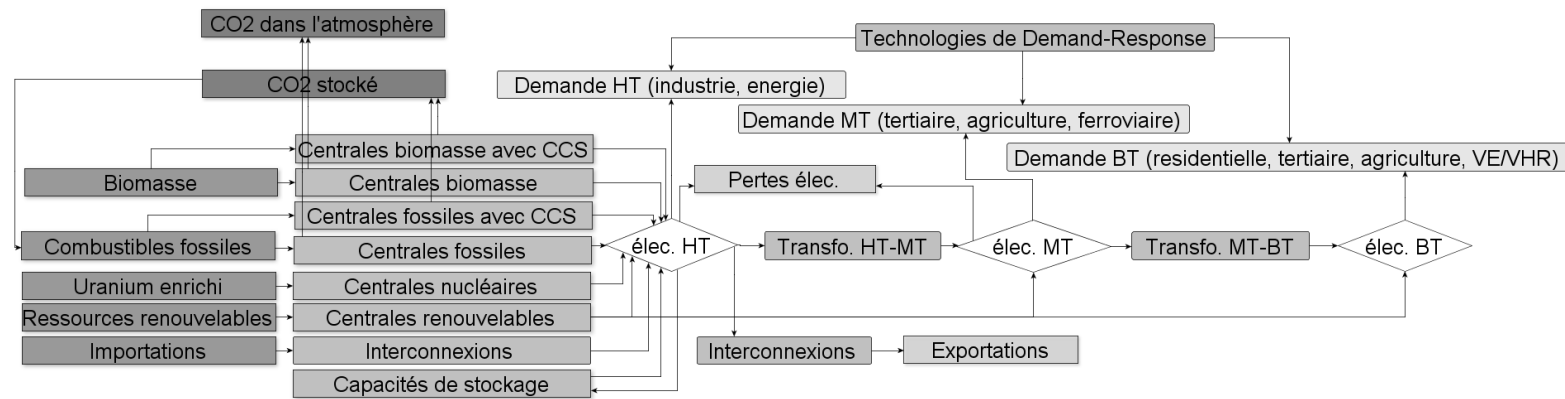 CO2 dans l'atmosphère
Technologies de Demand-Response
CO2 stocké
Demande HT (industrie, energie)
Demande MT (tertiaire, agriculture, ferroviaire)
Centrales biomasse avec CCS
Demande BT (residentielle, tertiaire, agriculture, VE/VHR)
Biomasse
Centrales biomasse
Pertes élec.
Centrales fossiles avec CCS
Combustibles fossiles
Centrales fossiles
élec. HT
Transfo. HT-MT
élec. MT
Transfo. MT-BT
élec. BT
Uranium enrichi
Centrales nucléaires
Ressources renouvelables
Centrales renouvelables
Importations
Interconnexions
Interconnexions
Exportations
Capacités de stockage